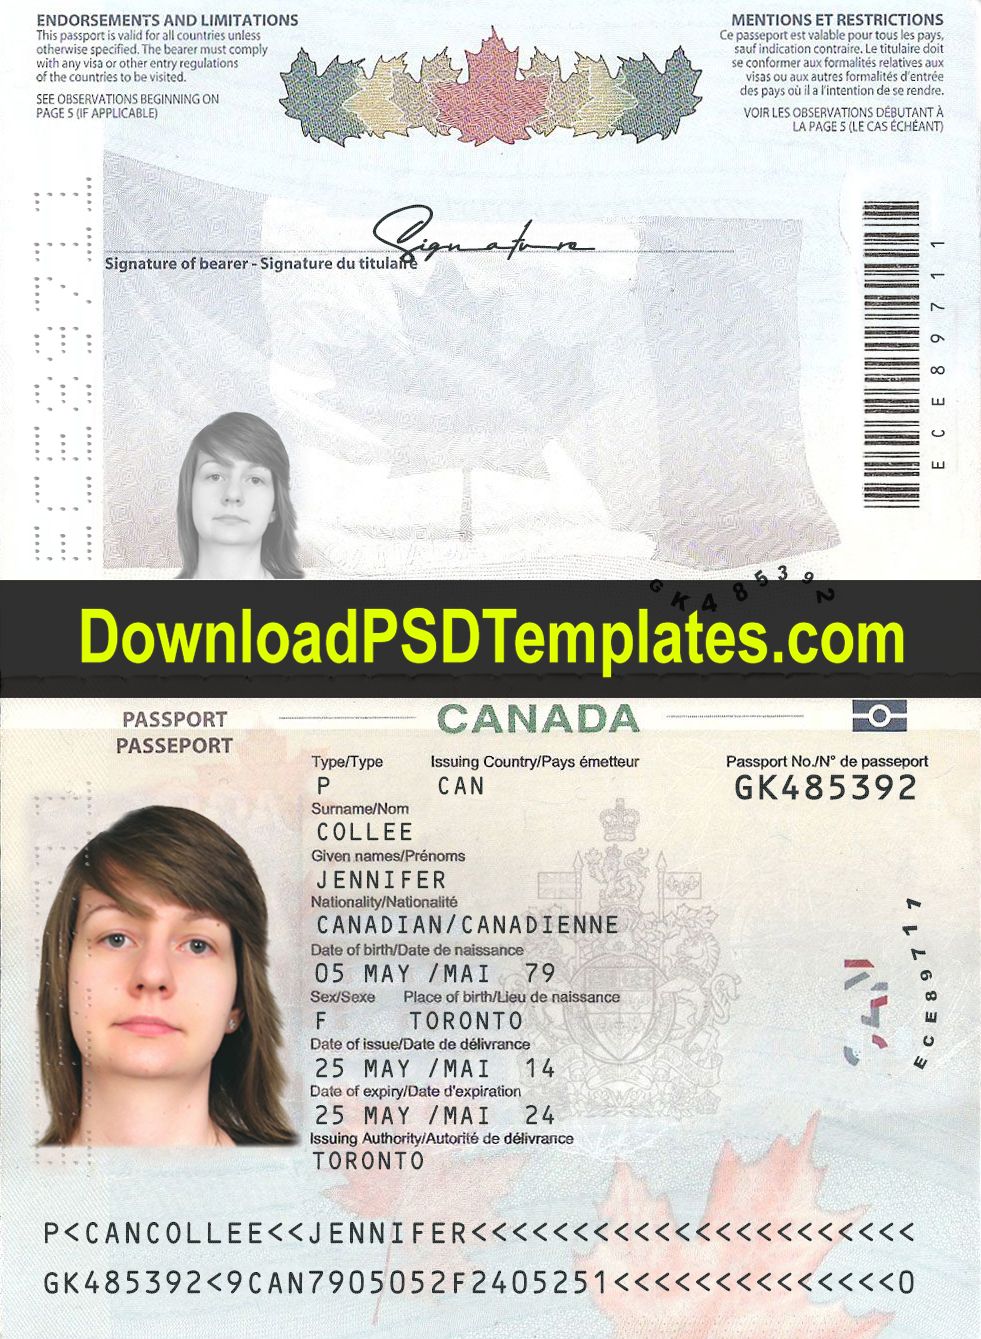 ENDORSEMENTS AND LIMITATIONS
This passport is valid for all countries unless
otherwise specified. The bearer must comply
with any visa or other entry regulations
of the countries to be visited.
SEE OBSERVATIONS BEGINNING ON
PAGE 5 (IF APPLICABLE)
MENTIONS ET RESTRICTIONS
Ce passeport est valable pour tous les pays,
sauf indication contraire. Le titulaire doit
se conformer aux formalités relatives aux
visas ou aux autres formalités d'entrée
des pays où il a l'intention de se rendre.
VOIR LES OBSERVATIONS DÉBUTANT À
LA PAGE 5 (LE CAS ÉCHÉANT)
Signature
Signature of bearer - Signature du titulaire
ECE89711
ECE89711
GK485392
DownloadPSDTemplates.com
PASSPORT
PASSEPORT
CANADA
Type/Type Issuing Country/Pays émetteur Passport No./N° de passeport
P CAN GK485392
Surname/Nom
COLLEE
Given names/Prénoms
JENNIFER
Nationality/Nationalité
CANADIAN/CANADIENNE
Date of birth/Date de naissance
05 MAY /MAI 79
Sex/Sexe Place of birth/Lieu de naissance
F TORONTO
Date of issue/Date de délivrance
25 MAY /MAI 14
Date of expiry/Date d'expiration
25 MAY /MAI 24
Issuing Authority/Autorité de délivrance
TORONTO
CAN
ECE89711
P<CANCOLLEE<<JENNIFER<<<<<<<<<<<<<<<<<<<<<<<
GK485392<9CAN7905052F2405251<<<<<<<<<<<<<<<0